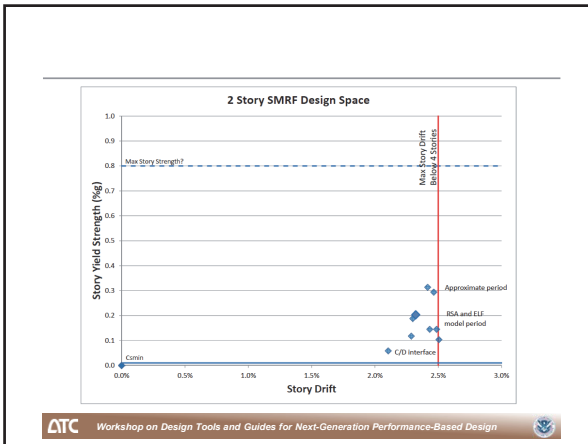 2 Story SMRF Design Space
Story Yield Strength (%g)
1.0
0.9
Max Story Strength?
0.8
0.7
0.6
0.5
0.4
0.3
0.2
0.1
0.0
Max Story Drift
Below 4 Stories
Approximate period
RSA and ELF
model period
C/D interface
Csmin
0.0% 0.5% 1.0% 1.5% 2.0% 2.5% 3.0%
Story Drift
ATC Workshop on Design Tools and Guides for Next-Generation Performance-Based Design